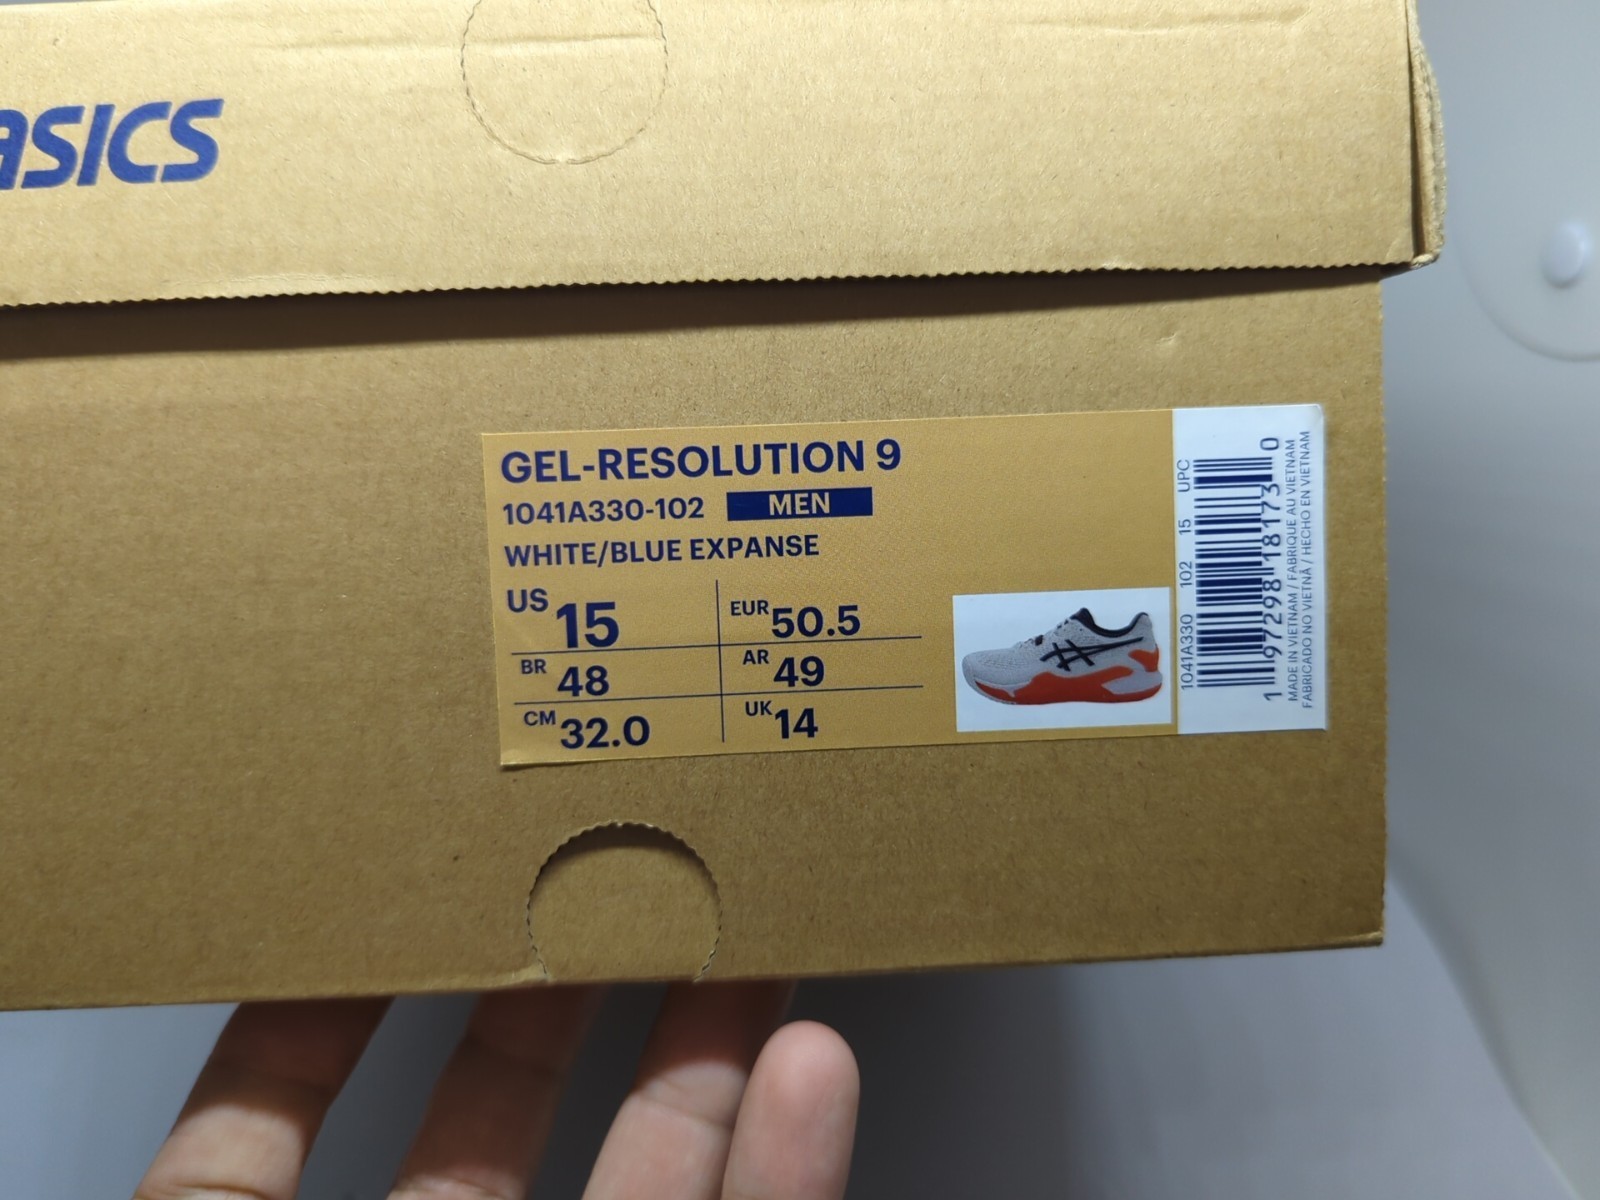 ASICS
GEL-RESOLUTION 9
1041A330-102 MEN
WHITE/BLUE EXPANSE
US 15 EUR 50.5
BR 48 AR 49
CM 32.0 UK 14
1041A330 102 15 UPC
1 97298 18173 0
MADE IN VIETNAM / FABRIQUE AU VIETNAM
FABRICADO NO VIETNÃ / HECHO EN VIETNAM